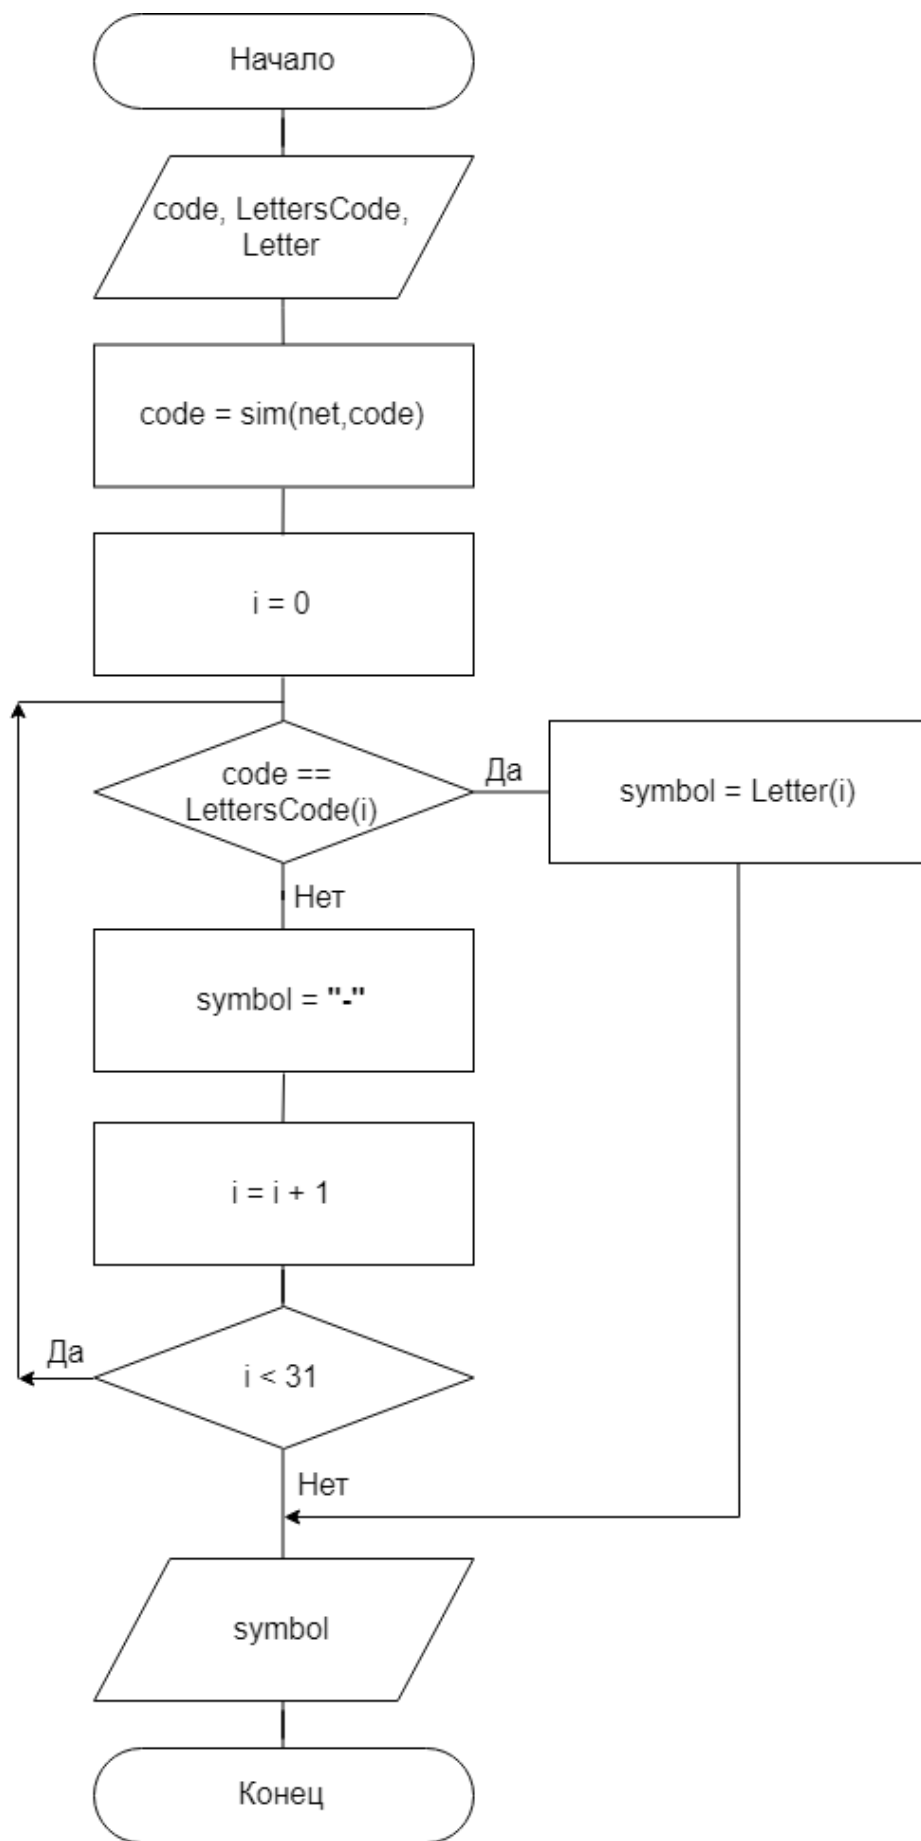 Начало
code, LettersCode,
Letter
code = sim(net,code)
i = 0
code ==
LettersCode(i)
Да
symbol = Letter(i)
Нет
symbol = "-"
i = i + 1
i < 31
Да
Нет
symbol
Конец